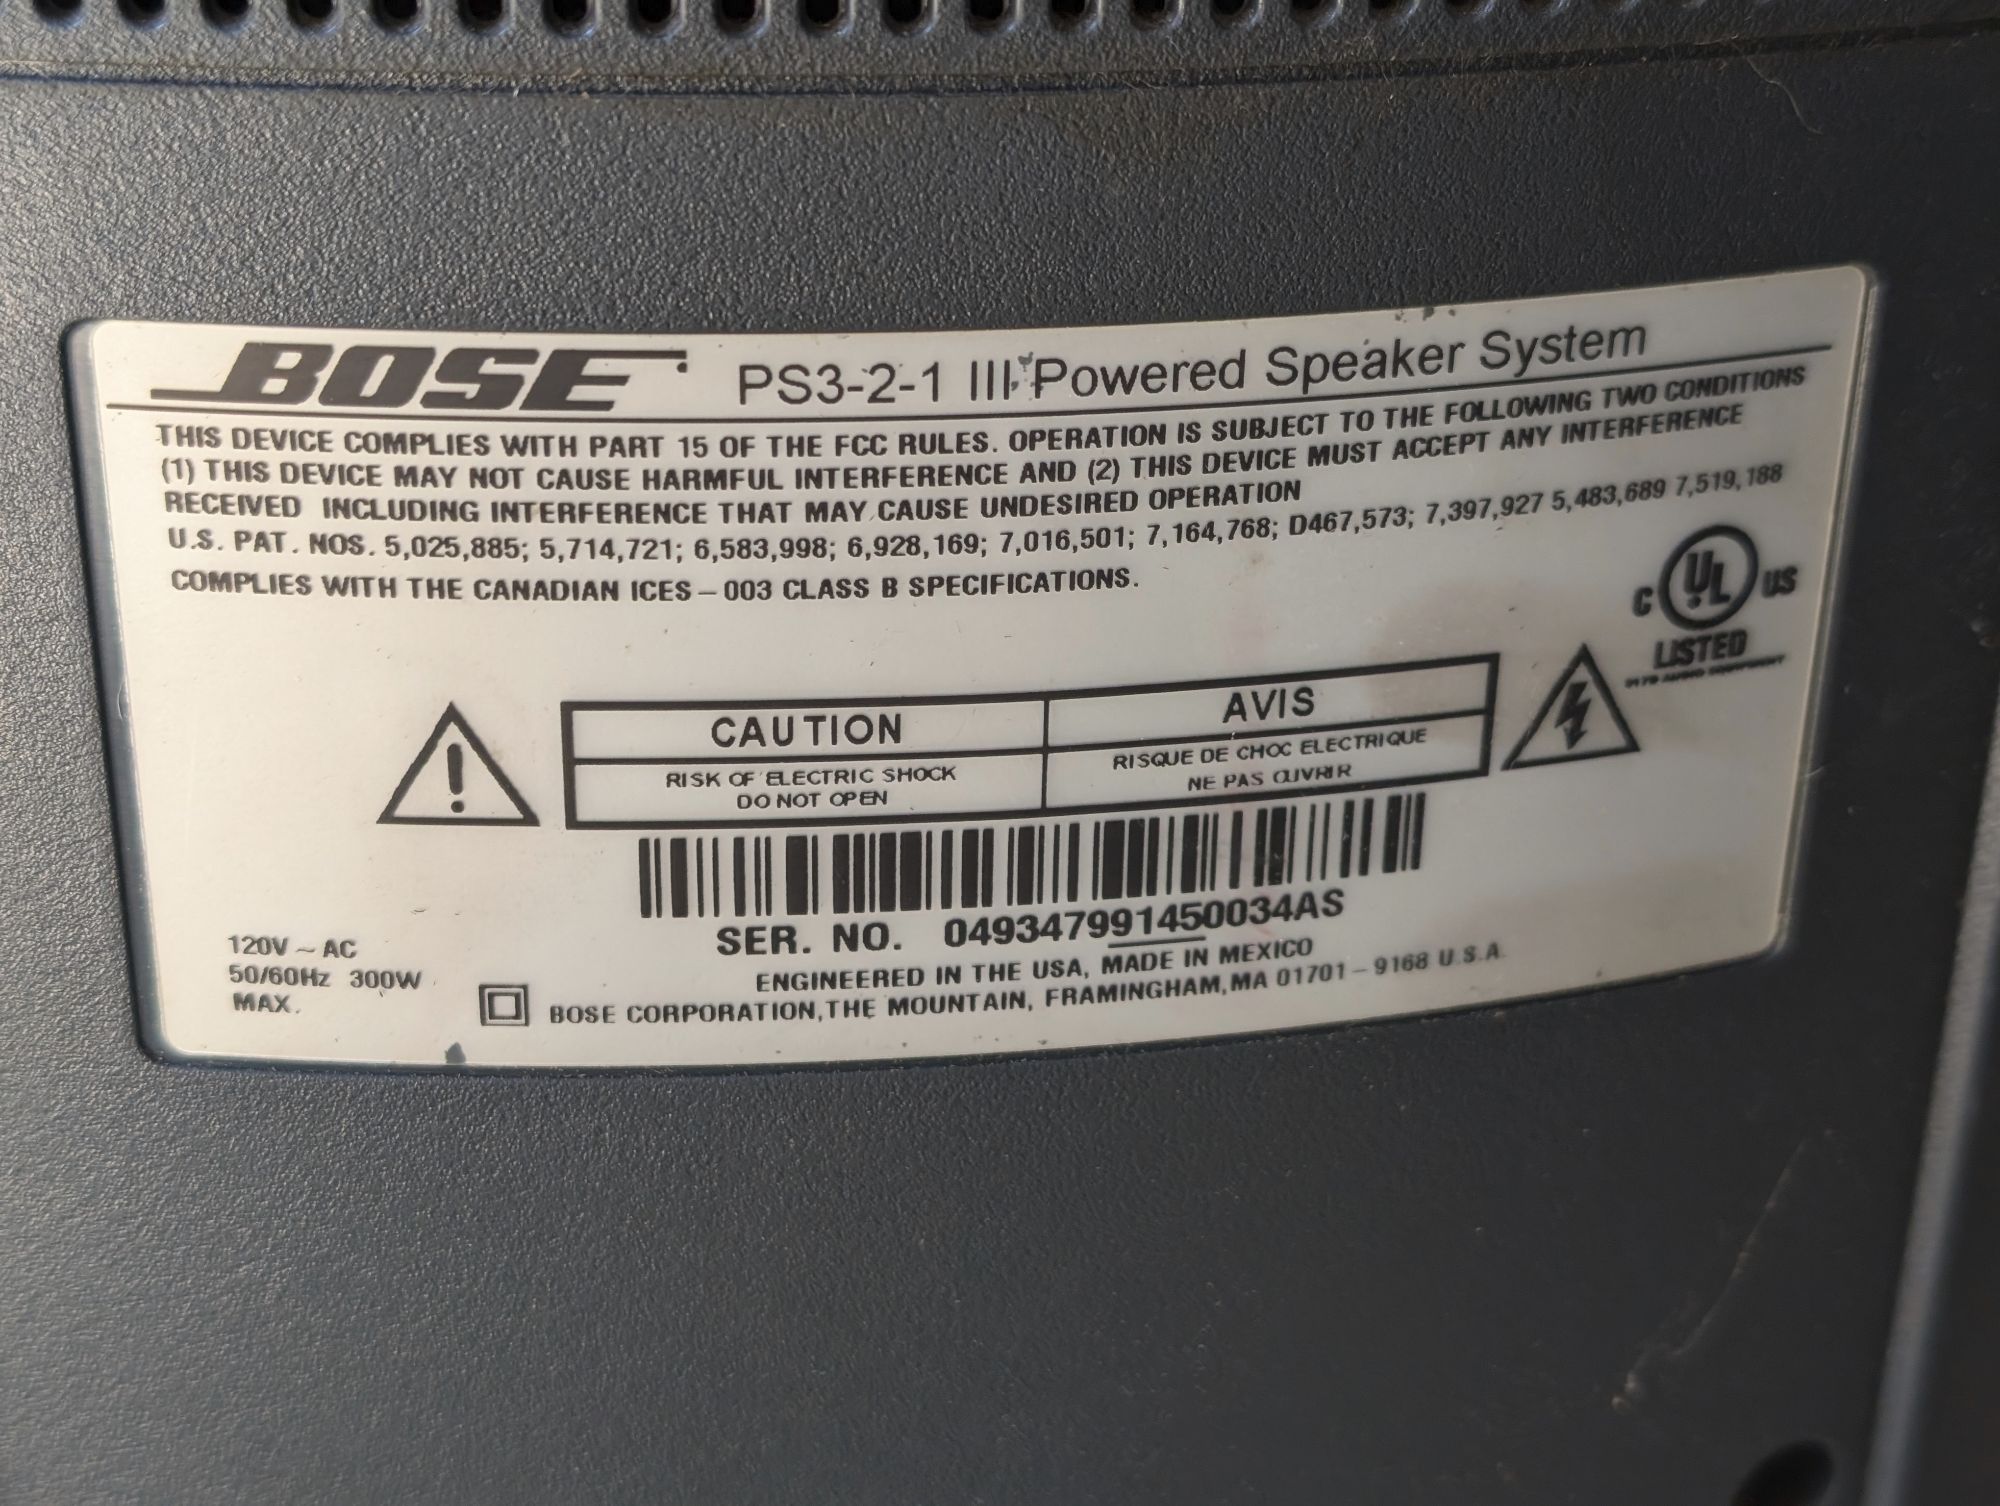 BOSE PS3-2-1 III Powered Speaker System
THIS DEVICE COMPLIES WITH PART 15 OF THE FCC RULES. OPERATION IS SUBJECT TO THE FOLLOWING TWO CONDITIONS
(1) THIS DEVICE MAY NOT CAUSE HARMFUL INTERFERENCE AND (2) THIS DEVICE MUST ACCEPT ANY INTERFERENCE
RECEIVED INCLUDING INTERFERENCE THAT MAY CAUSE UNDESIRED OPERATION
U.S. PAT. NOS. 5,025,885; 5,714,721; 6,583,998; 6,928,169; 7,016,501; 7,164,768; D467,573; 7,397,927 5,483,689 7,519,188
COMPLIES WITH THE CANADIAN ICES-003 CLASS B SPECIFICATIONS.
C UL US
LISTED
AUDIO EQUIPMENT
CAUTION
RISK OF ELECTRIC SHOCK
DO NOT OPEN
AVIS
RISQUE DE CHOC ELECTRIQUE
NE PAS OUVRIR
SER. NO. 049347991450034AS
120V ~ AC
50/60Hz 300W
MAX.
ENGINEERED IN THE USA, MADE IN MEXICO
BOSE CORPORATION, THE MOUNTAIN, FRAMINGHAM, MA 01701-9168 U.S.A.